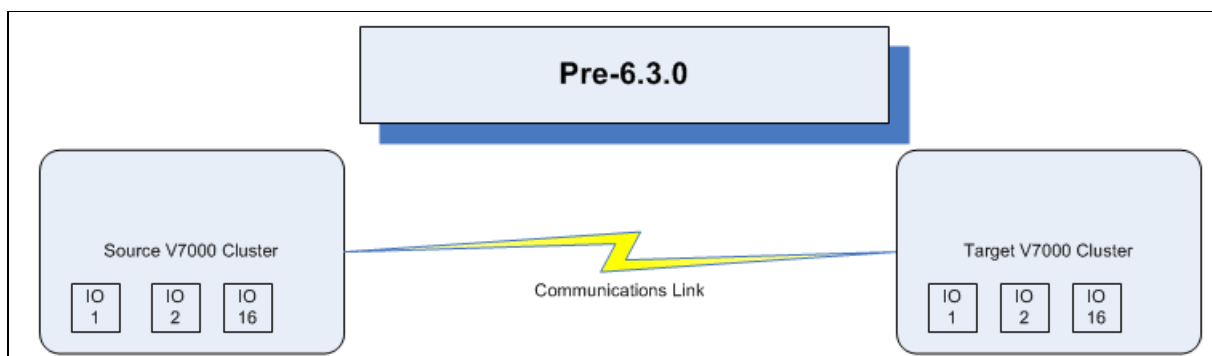 Pre-6.3.0
Source V7000 Cluster
IO
1
IO
2
IO
16
Communications Link
Target V7000 Cluster
IO
1
IO
2
IO
16